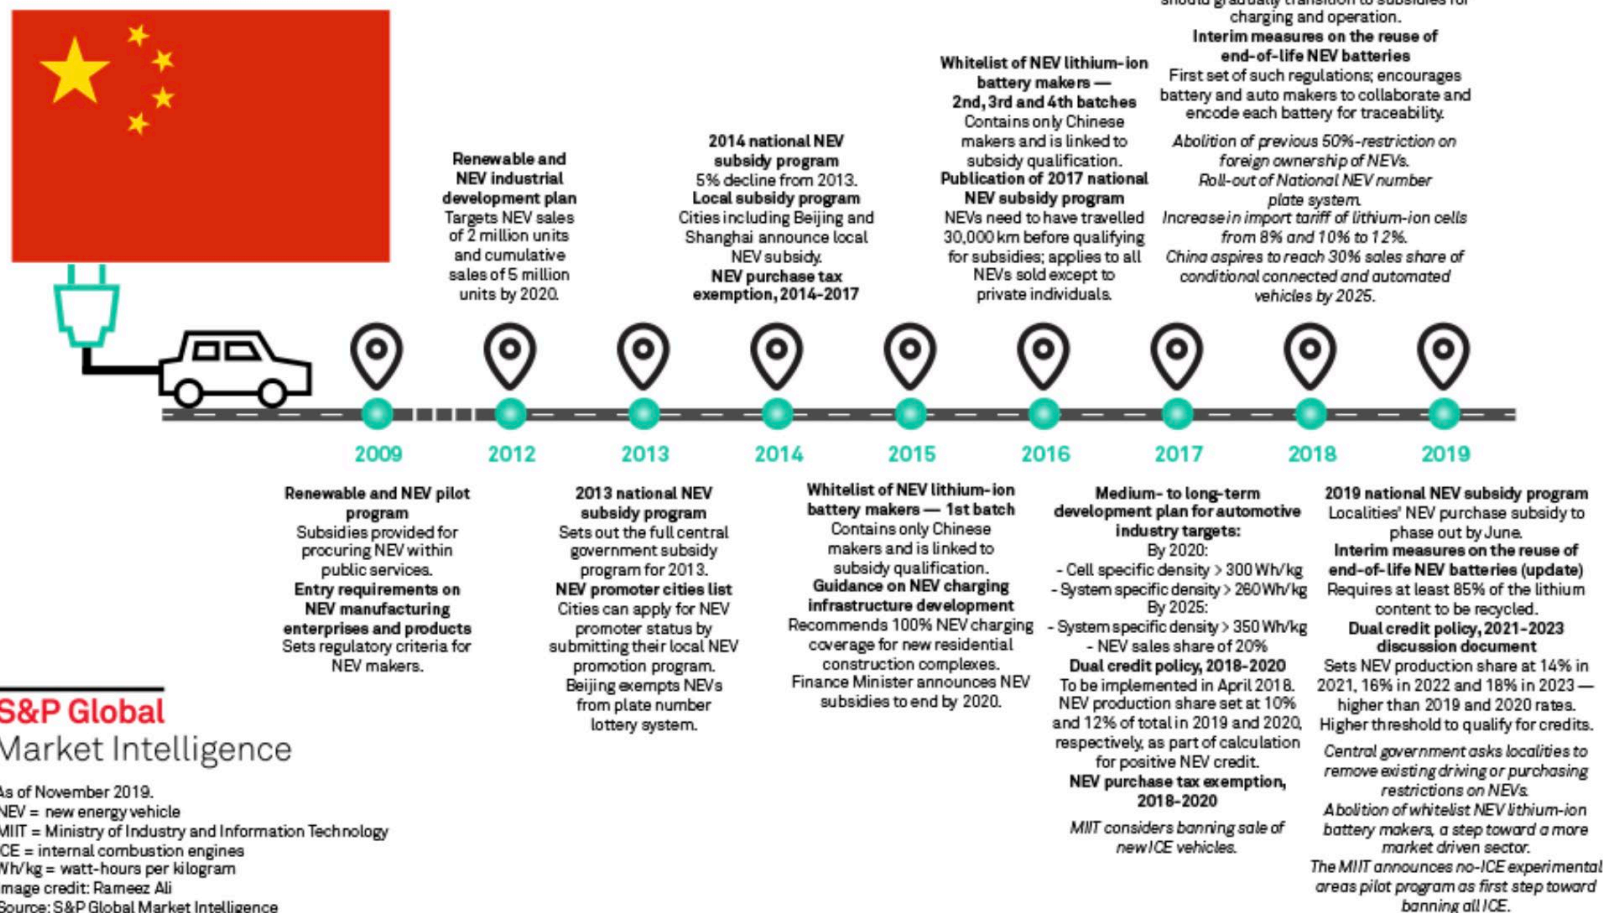 should gradually transition to subsidies for
charging and operation.
Interim measures on the reuse of
end-of-life NEV batteries
First set of such regulations; encourages
battery and auto makers to collaborate and
encode each battery for traceability.
Abolition of previous 50%-restriction on
foreign ownership of NEVs.
Roll-out of National NEV number
plate system.
Increase in import tariff of lithium-ion cells
from 8% and 10% to 12%.
China aspires to reach 30% sales share of
conditional connected and automated
vehicles by 2025.
Whitelist of NEV lithium-ion
battery makers —
2nd, 3rd and 4th batches
Contains only Chinese
makers and is linked to
subsidy qualification.
Publication of 2017 national
NEV subsidy program
NEVs need to have travelled
30,000 km before qualifying
for subsidies; applies to all
NEVs sold except to
private individuals.
2014 national NEV
subsidy program
5% decline from 2013.
Local subsidy program
Cities including Beijing and
Shanghai announce local
NEV subsidy.
NEV purchase tax
exemption, 2014-2017
Renewable and
NEV industrial
development plan
Targets NEV sales
of 2 million units
and cumulative
sales of 5 million
units by 2020.
2009 2012 2013 2014 2015 2016 2017 2018 2019
Renewable and NEV pilot
program
Subsidies provided for
procuring NEV within
public services.
Entry requirements on
NEV manufacturing
enterprises and products
Sets regulatory criteria for
NEV makers.
2013 national NEV
subsidy program
Sets out the full central
government subsidy
program for 2013.
NEV promoter cities list
Cities can apply for NEV
promoter status by
submitting their local NEV
promotion program.
Beijing exempts NEVs
from plate number
lottery system.
Whitelist of NEV lithium-ion
battery makers — 1st batch
Contains only Chinese
makers and is linked to
subsidy qualification.
Guidance on NEV charging
infrastructure development
Recommends 100% NEV charging
coverage for new residential
construction complexes.
Finance Minister announces NEV
subsidies to end by 2020.
Medium- to long-term
development plan for automotive
industry targets:
By 2020:
- Cell specific density > 300 Wh/kg
- System specific density > 260 Wh/kg
By 2025:
- System specific density > 350 Wh/kg
- NEV sales share of 20%
Dual credit policy, 2018-2020
To be implemented in April 2018.
NEV production share set at 10%
and 12% of total in 2019 and 2020,
respectively, as part of calculation
for positive NEV credit.
NEV purchase tax exemption,
2018-2020
MIIT considers banning sale of
new ICE vehicles.
2019 national NEV subsidy program
Localities' NEV purchase subsidy to
phase out by June.
Interim measures on the reuse of
end-of-life NEV batteries (update)
Requires at least 85% of the lithium
content to be recycled.
Dual credit policy, 2021-2023
discussion document
Sets NEV production share at 14% in
2021, 16% in 2022 and 18% in 2023 —
higher than 2019 and 2020 rates.
Higher threshold to qualify for credits.
Central government asks localities to
remove existing driving or purchasing
restrictions on NEVs.
Abolition of whitelist NEV lithium-ion
battery makers, a step toward a more
market driven sector.
The MIIT announces no-ICE experimental
areas pilot program as first step toward
banning all ICE.
S&P Global
Market Intelligence
As of November 2019.
NEV = new energy vehicle
MIIT = Ministry of Industry and Information Technology
ICE = internal combustion engines
Wh/kg = watt-hours per kilogram
Image credit: Rameez Ali
Source: S&P Global Market Intelligence